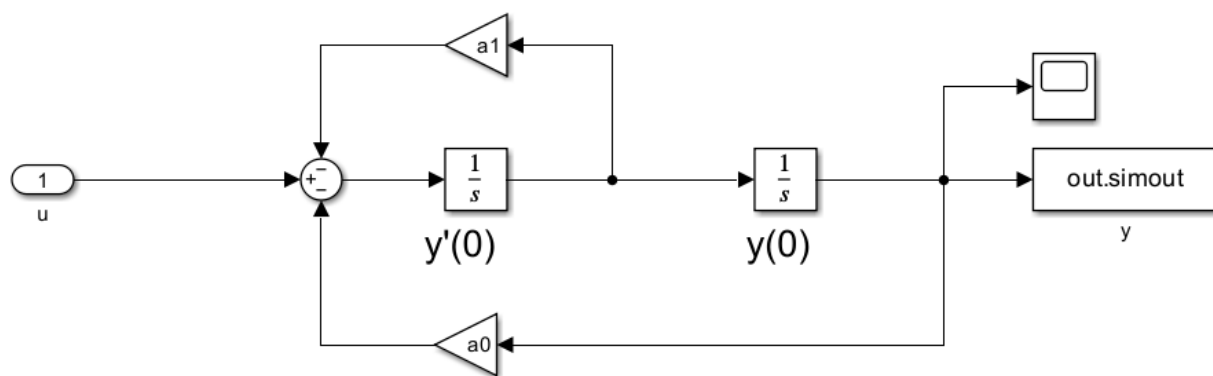 a1
1
u
+
−
−
1
s
y'(0)
1
s
y(0)
out.simout
y
a0